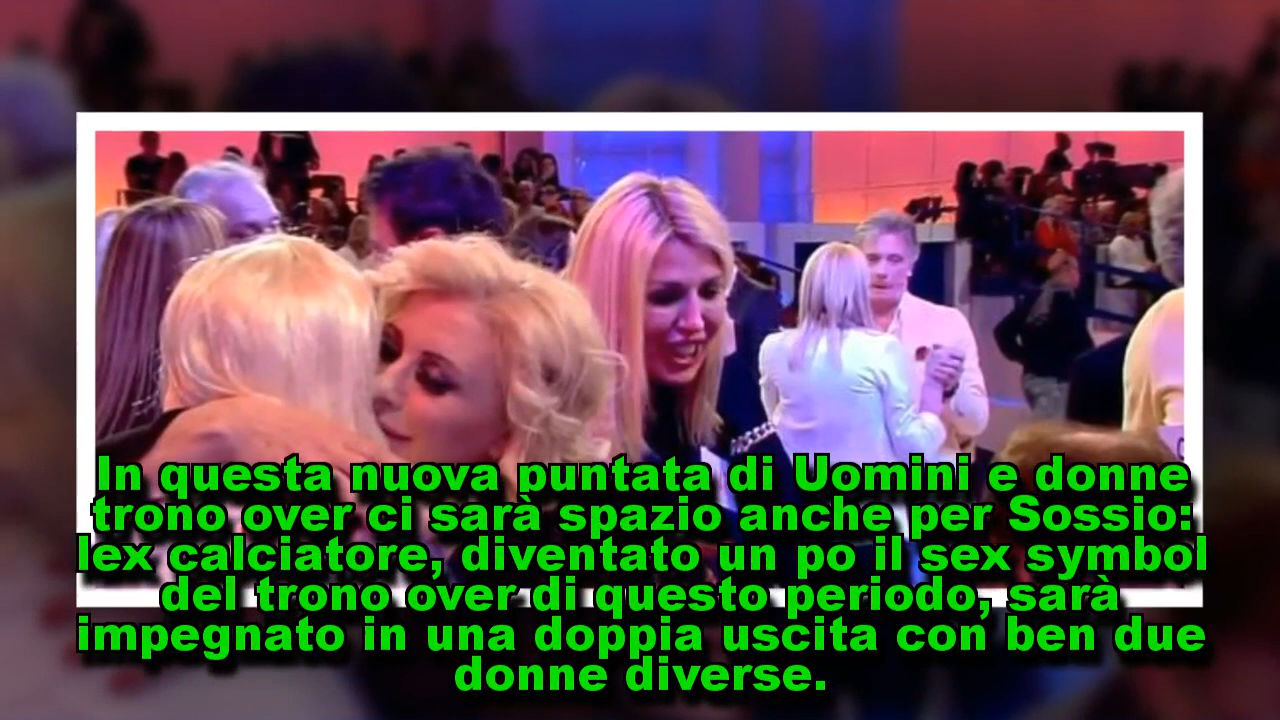 In questa nuova puntata di Uomini e donne
trono over ci sarà spazio anche per Sossio:
lex calciatore, diventato un po il sex symbol
del trono over di questo periodo, sarà
impegnato in una doppia uscita con ben due
donne diverse.